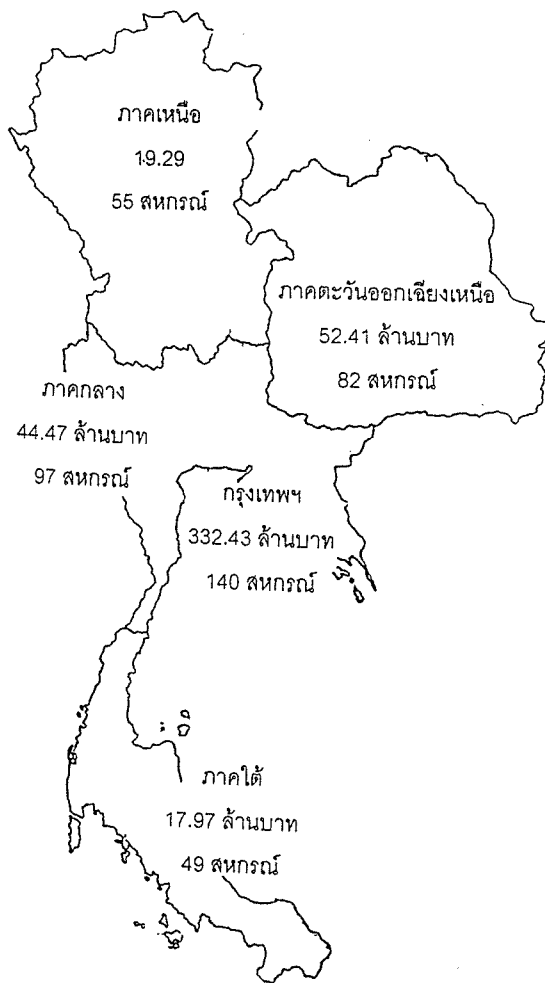 ภาคเหนือ
19.29
55 สหกรณ์
ภาคตะวันออกเฉียงเหนือ
52.41 ล้านบาท
82 สหกรณ์
ภาคกลาง
44.47 ล้านบาท
97 สหกรณ์
กรุงเทพฯ
332.43 ล้านบาท
140 สหกรณ์
ภาคใต้
17.97 ล้านบาท
49 สหกรณ์